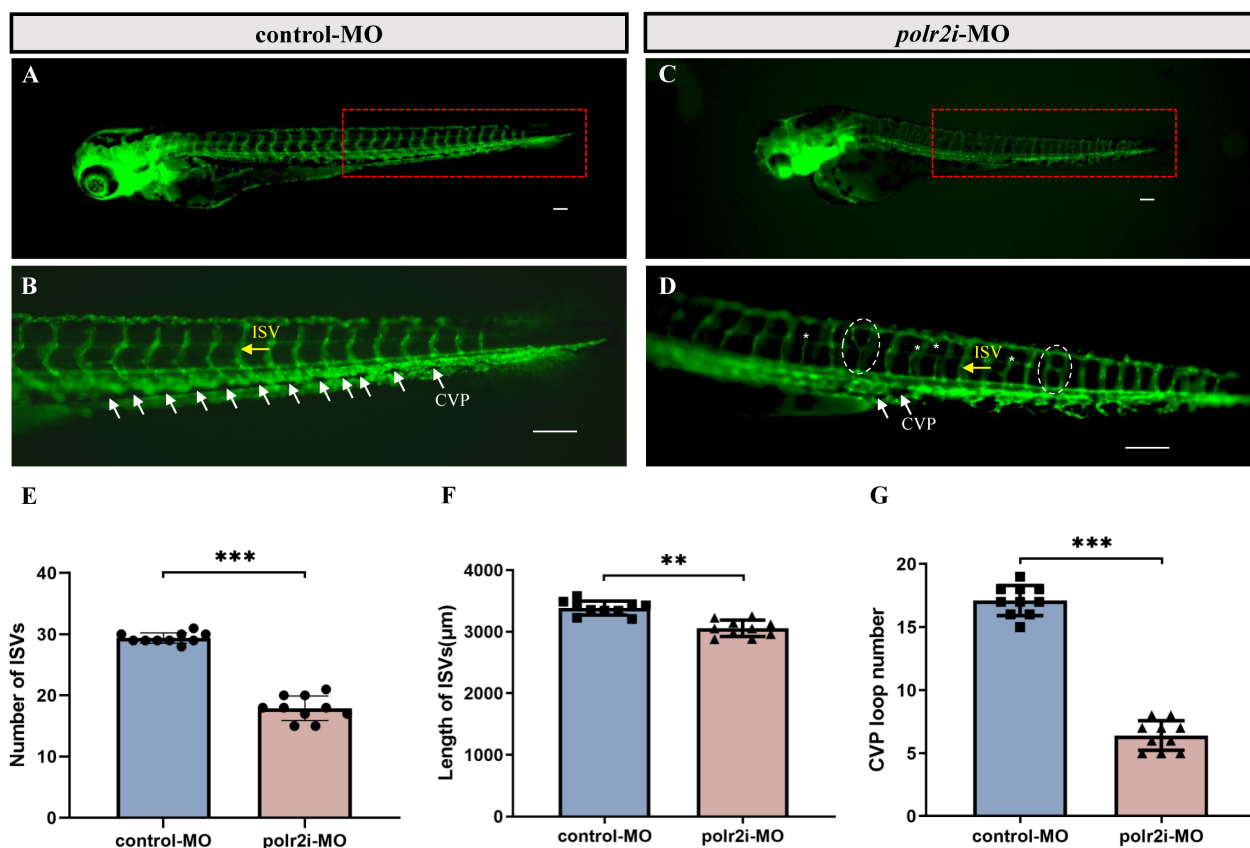 control-MO
polr2i-MO
A
C
B
ISV
CVP
D
*
* *
ISV
*
CVP
E
F
G
***
Number of ISVs
40
30
20
10
0
control-MO
polr2i-MO
**
Length of ISVs(μm)
4000
3000
2000
1000
0
control-MO
polr2i-MO
***
CVP loop number
20
15
10
5
0
control-MO
polr2i-MO